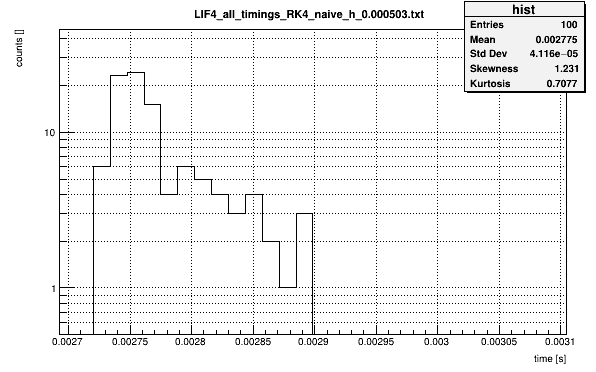 LIF4_all_timings_RK4_naive_h_0.000503.txt
hist
Entries 100
Mean 0.002775
Std Dev 4.116e−05
Skewness 1.231
Kurtosis 0.7077
counts []
10
1
0.0027 0.00275 0.0028 0.00285 0.0029 0.00295 0.003 0.00305 0.0031
time [s]